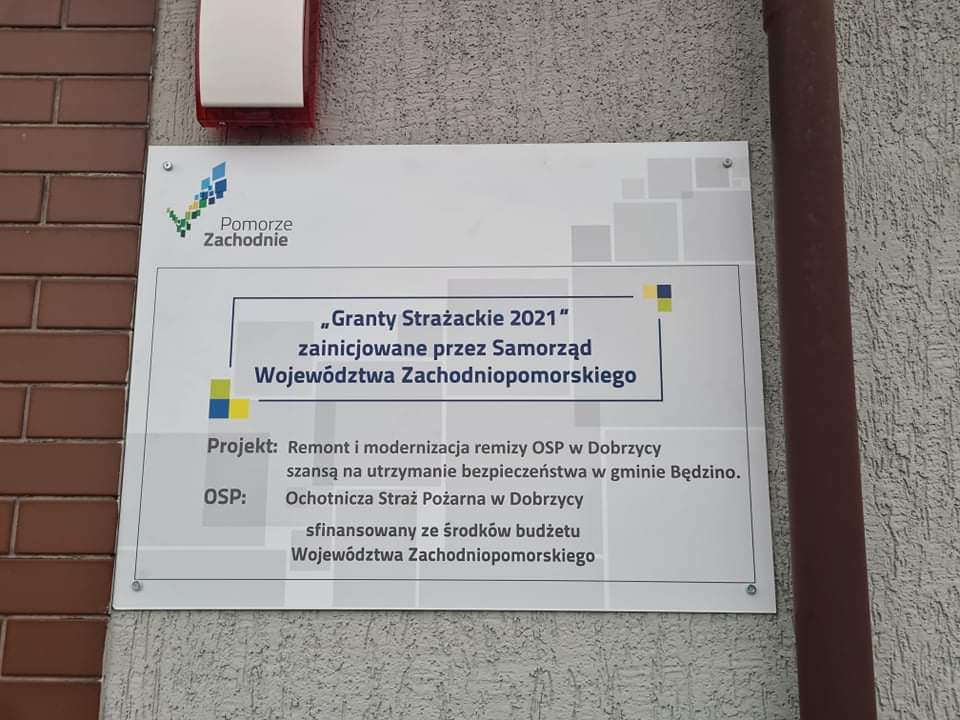 Pomorze
Zachodnie
„Granty Strażackie 2021“
zainicjowane przez Samorząd
Województwa Zachodniopomorskiego
Projekt: Remont i modernizacja remizy OSP w Dobrzycy
szansą na utrzymanie bezpieczeństwa w gminie Będzino.
OSP: Ochotnicza Straż Pożarna w Dobrzycy
sfinansowany ze środków budżetu
Województwa Zachodniopomorskiego